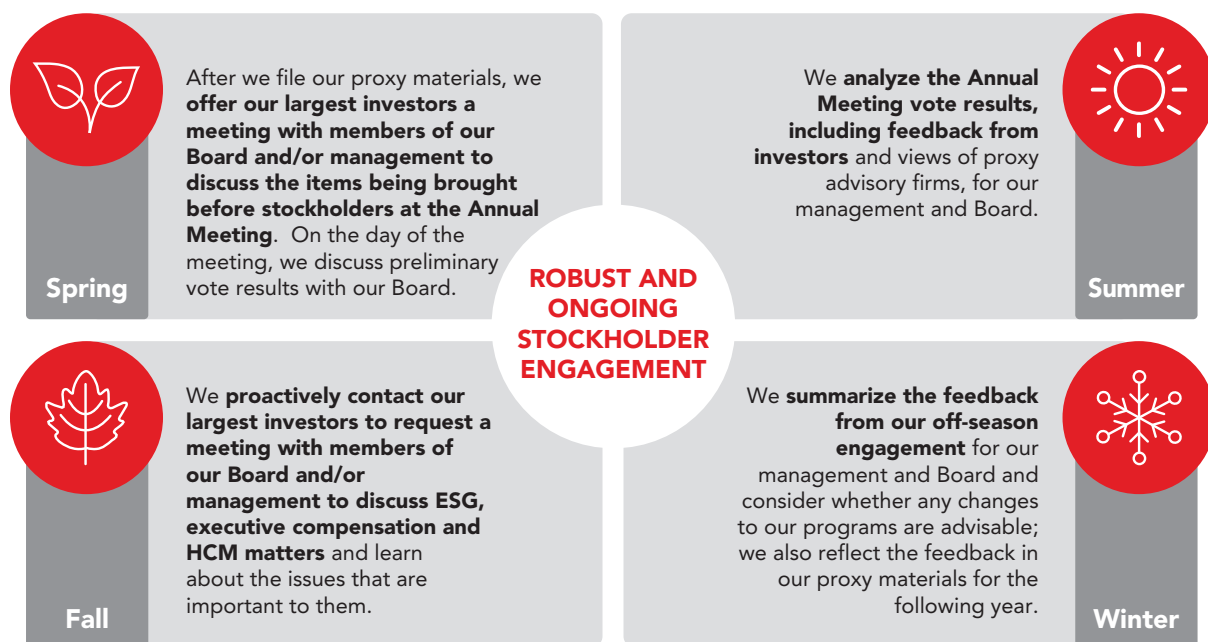 After we file our proxy materials, we
offer our largest investors a
meeting with members of our
Board and/or management to
discuss the items being brought
before stockholders at the Annual
Meeting.  On the day of the
meeting, we discuss preliminary
vote results with our Board.
Spring
We analyze the Annual
Meeting vote results,
including feedback from
investors and views of proxy
advisory firms, for our
management and Board.
Summer
ROBUST AND
ONGOING
STOCKHOLDER
ENGAGEMENT
We proactively contact our
largest investors to request a
meeting with members of
our Board and/or
management to discuss ESG,
executive compensation and
HCM matters and learn
about the issues that are
important to them.
Fall
We summarize the feedback
from our off-season
engagement for our
management and Board and
consider whether any changes
to our programs are advisable;
we also reflect the feedback in
our proxy materials for the
following year.
Winter